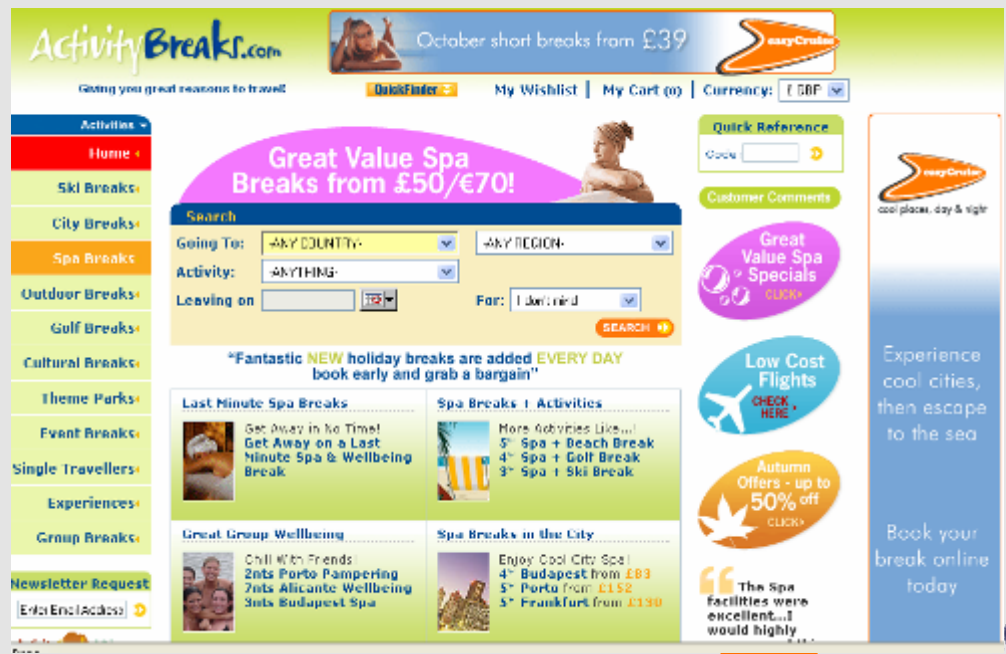 ActivityBreaks.com
October short breaks from £39
easyCruise
Giving you great reasons to travel!
QuickFinder
My Wishlist | My Cart (0) | Currency: £ GBP
Activities
Home
Ski Breaks
City Breaks
Spa Breaks
Outdoor Breaks
Golf Breaks
Cultural Breaks
Theme Parks
Event Breaks
Single Travellers
Experiences
Group Breaks
Newsletter Request
Enter Email Address
Great Value Spa
Breaks from £50/€70!
Search
Going To: -ANY COUNTRY- -ANY REGION-
Activity: -ANYTHING-
Leaving on For: I don't mind
SEARCH
"Fantastic NEW holiday breaks are added EVERY DAY
book early and grab a bargain"
Last Minute Spa Breaks
Get Away in No Time!
Get Away on a Last
Minute Spa & Wellbeing
Break
Spa Breaks + Activities
More Activities Like...!
5* Spa + Beach Break
4* Spa + Golf Break
3* Spa + Ski Break
Great Group Wellbeing
Chill With Friends!
2nts Porto Pampering
7nts Alicante Wellbeing
3nts Budapest Spa
Spa Breaks in the City
Enjoy Cool City Spa!
4* Budapest from £83
5* Porto from £152
5* Frankfurt from £130
Quick Reference
Code
Customer Comments
Great
Value Spa
Specials
CLICK
Low Cost
Flights
CHECK
HERE
Autumn
Offers - up to
50% off
CLICK
The Spa
facilities were
excellent...I
would highly
easyCruise
cool places, day & night
Experience
cool cities,
then escape
to the sea
Book your
break online
today